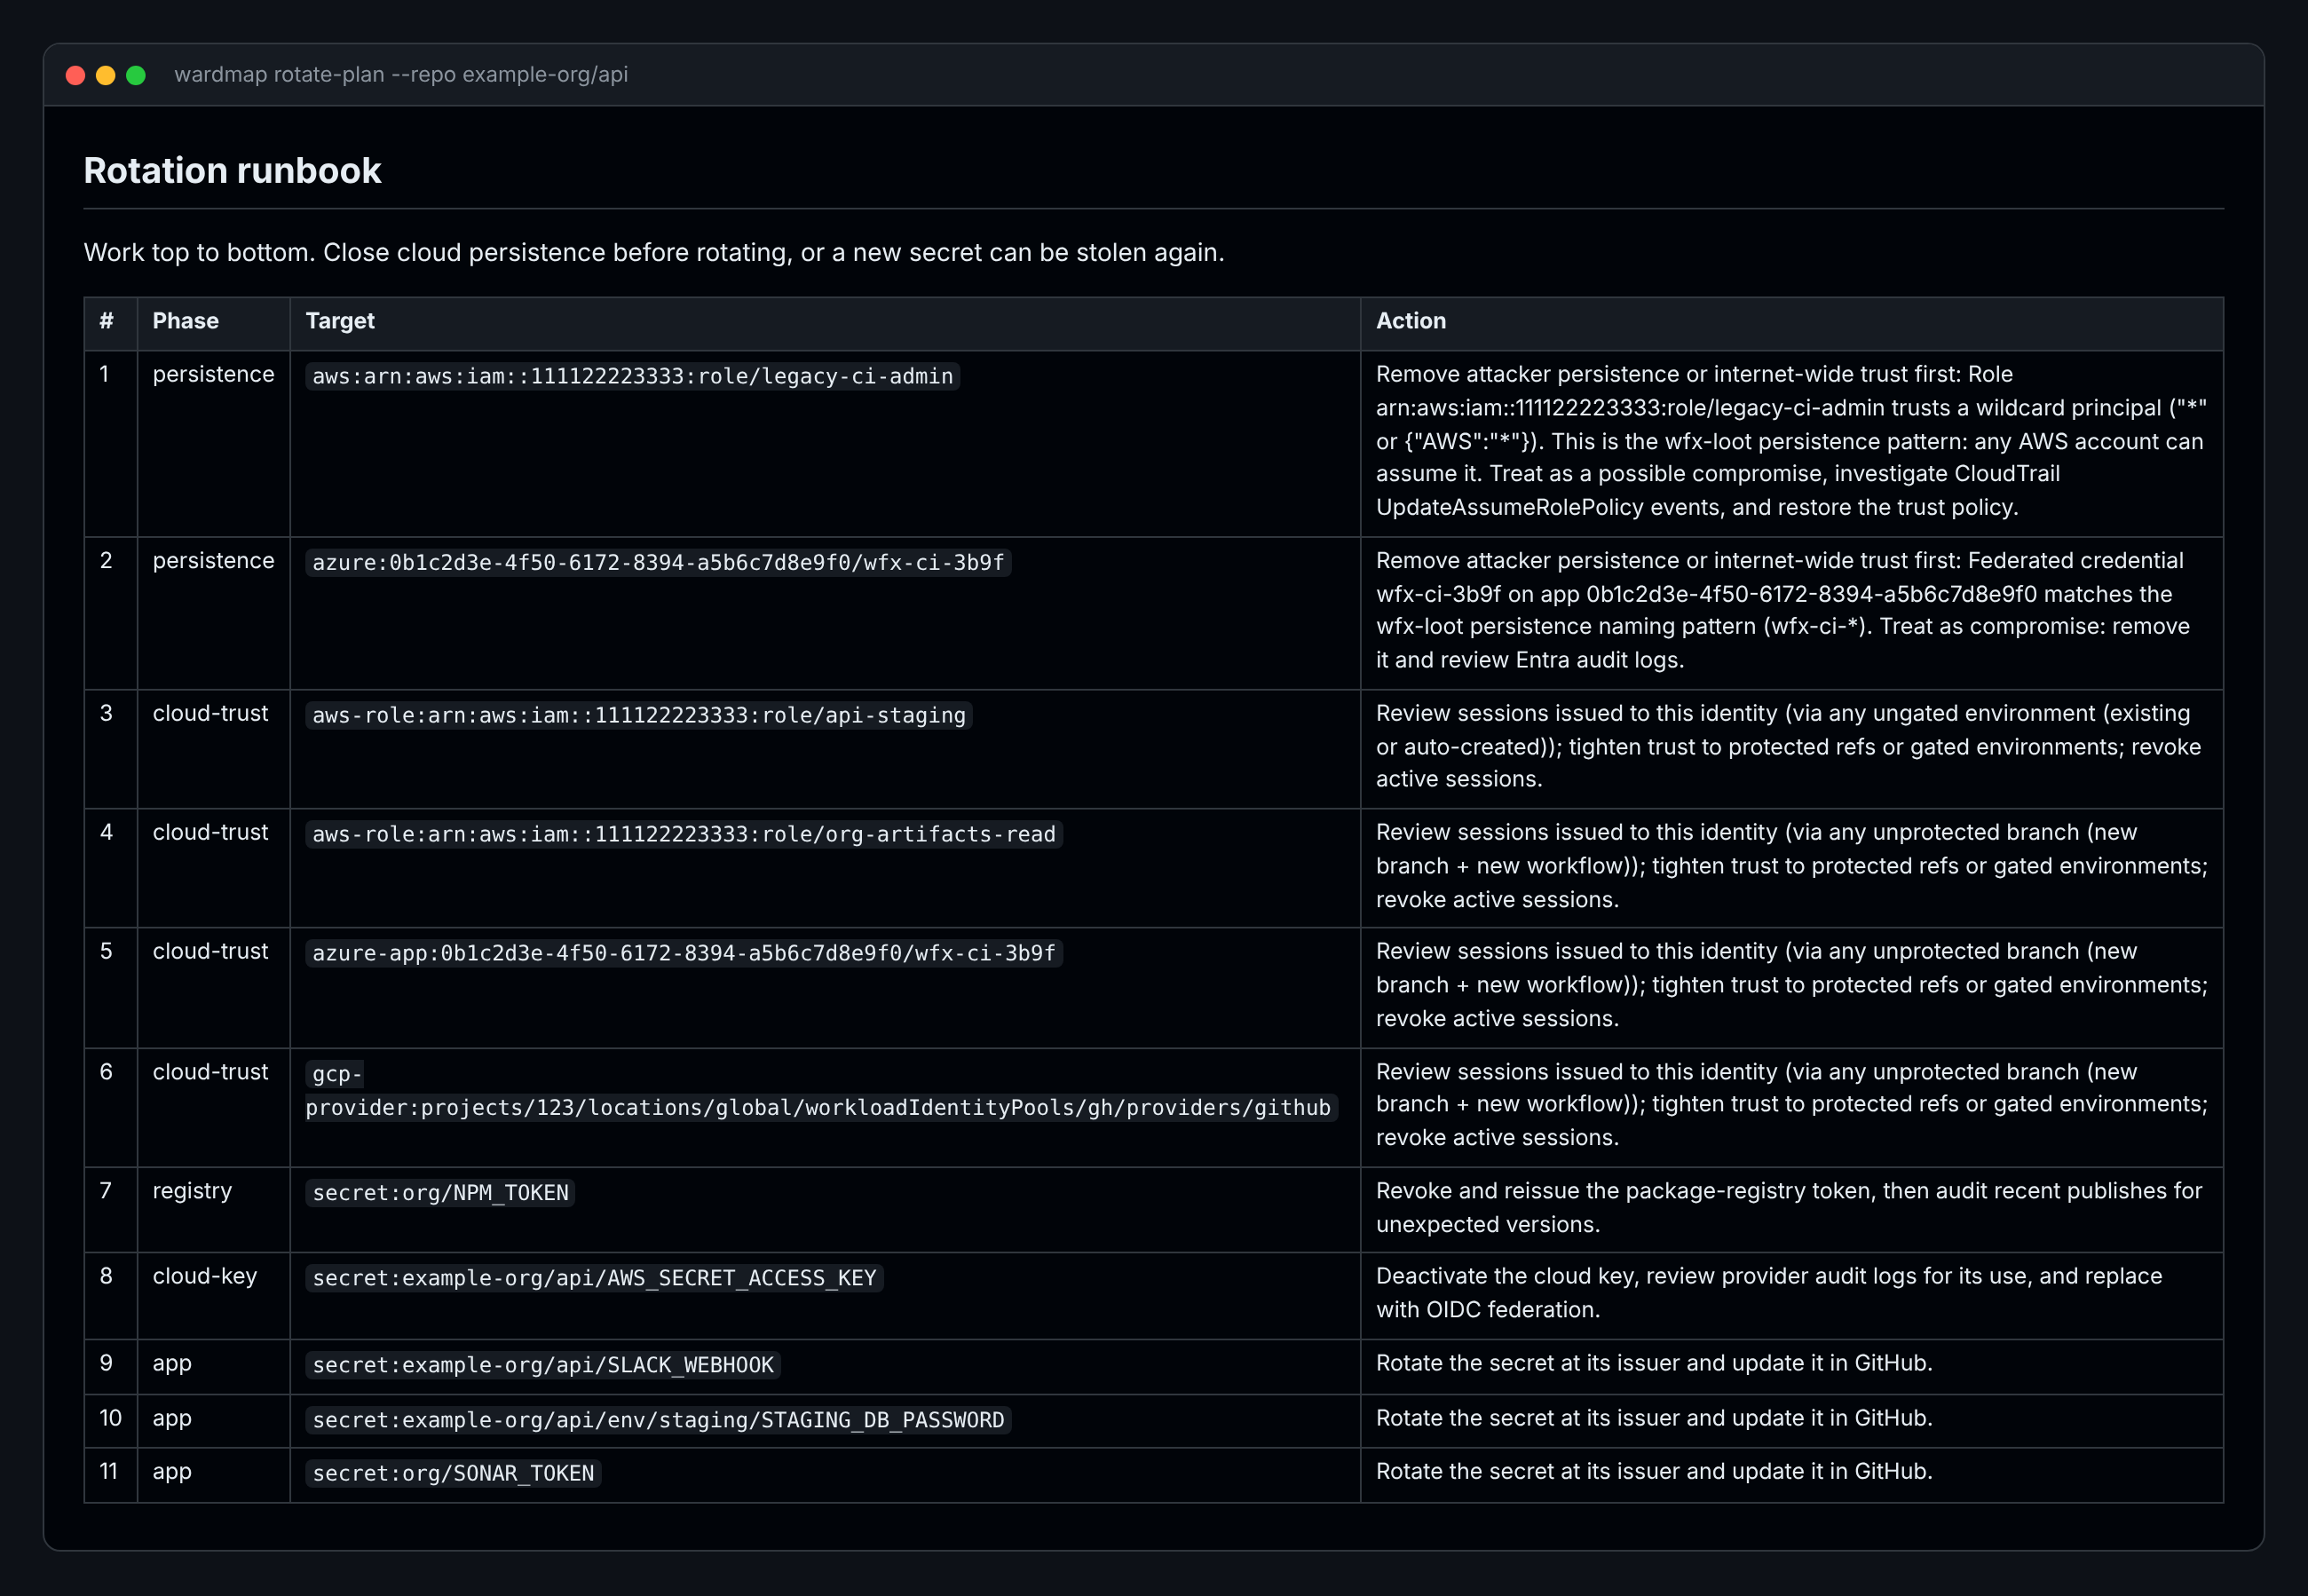 wardmap rotate-plan --repo example-org/api
Rotation runbook
Work top to bottom. Close cloud persistence before rotating, or a new secret can be stolen again.
# Phase Target Action
1 persistence aws:arn:aws:iam::111122223333:role/legacy-ci-admin Remove attacker persistence or internet-wide trust first: Role
arn:aws:iam::111122223333:role/legacy-ci-admin trusts a wildcard principal ("*"
or {"AWS":"*"}). This is the wfx-loot persistence pattern: any AWS account can
assume it. Treat as a possible compromise, investigate CloudTrail
UpdateAssumeRolePolicy events, and restore the trust policy.
2 persistence azure:0b1c2d3e-4f50-6172-8394-a5b6c7d8e9f0/wfx-ci-3b9f Remove attacker persistence or internet-wide trust first: Federated credential
wfx-ci-3b9f on app 0b1c2d3e-4f50-6172-8394-a5b6c7d8e9f0 matches the
wfx-loot persistence naming pattern (wfx-ci-*). Treat as compromise: remove
it and review Entra audit logs.
3 cloud-trust aws-role:arn:aws:iam::111122223333:role/api-staging Review sessions issued to this identity (via any ungated environment (existing
or auto-created)); tighten trust to protected refs or gated environments; revoke
active sessions.
4 cloud-trust aws-role:arn:aws:iam::111122223333:role/org-artifacts-read Review sessions issued to this identity (via any unprotected branch (new
branch + new workflow)); tighten trust to protected refs or gated environments;
revoke active sessions.
5 cloud-trust azure-app:0b1c2d3e-4f50-6172-8394-a5b6c7d8e9f0/wfx-ci-3b9f Review sessions issued to this identity (via any unprotected branch (new
branch + new workflow)); tighten trust to protected refs or gated environments;
revoke active sessions.
6 cloud-trust gcp- Review sessions issued to this identity (via any unprotected branch (new
provider:projects/123/locations/global/workloadIdentityPools/gh/providers/github branch + new workflow)); tighten trust to protected refs or gated environments;
revoke active sessions.
7 registry secret:org/NPM_TOKEN Revoke and reissue the package-registry token, then audit recent publishes for
unexpected versions.
8 cloud-key secret:example-org/api/AWS_SECRET_ACCESS_KEY Deactivate the cloud key, review provider audit logs for its use, and replace
with OIDC federation.
9 app secret:example-org/api/SLACK_WEBHOOK Rotate the secret at its issuer and update it in GitHub.
10 app secret:example-org/api/env/staging/STAGING_DB_PASSWORD Rotate the secret at its issuer and update it in GitHub.
11 app secret:org/SONAR_TOKEN Rotate the secret at its issuer and update it in GitHub.